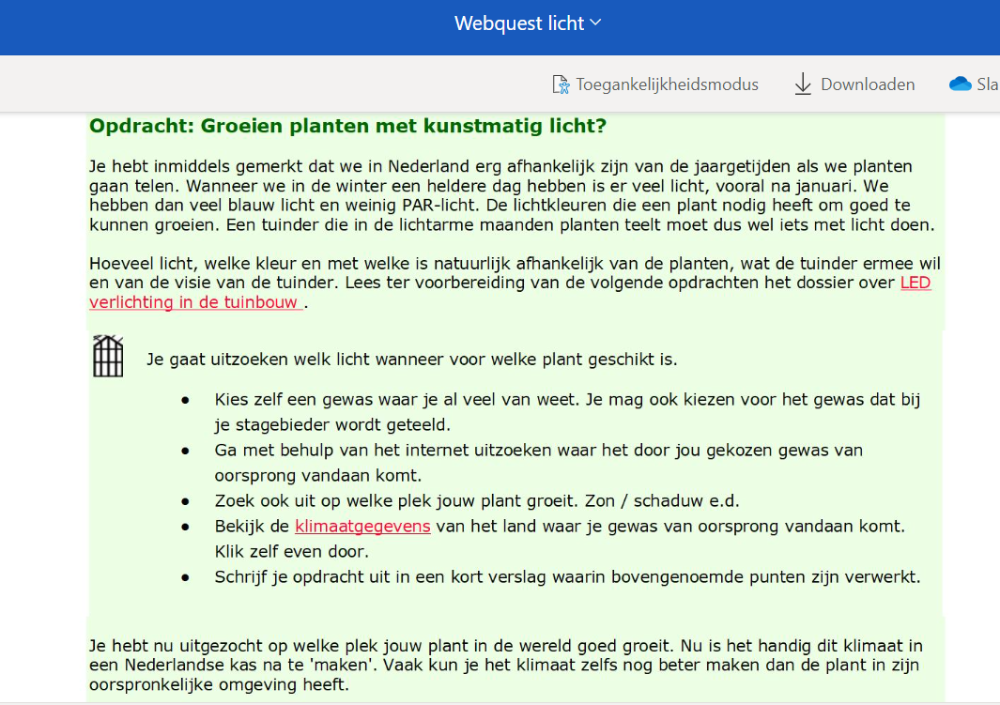 Webquest licht
Toegankelijkheidsmodus Downloaden Sla
Opdracht: Groeien planten met kunstmatig licht?
Je hebt inmiddels gemerkt dat we in Nederland erg afhankelijk zijn van de jaargetijden als we planten
gaan telen. Wanneer we in de winter een heldere dag hebben is er veel licht, vooral na januari. We
hebben dan veel blauw licht en weinig PAR-licht. De lichtkleuren die een plant nodig heeft om goed te
kunnen groeien. Een tuinder die in de lichtarme maanden planten teelt moet dus wel iets met licht doen.
Hoeveel licht, welke kleur en met welke is natuurlijk afhankelijk van de planten, wat de tuinder ermee wil
en van de visie van de tuinder. Lees ter voorbereiding van de volgende opdrachten het dossier over LED
verlichting in de tuinbouw .
Je gaat uitzoeken welk licht wanneer voor welke plant geschikt is.
● Kies zelf een gewas waar je al veel van weet. Je mag ook kiezen voor het gewas dat bij
je stagebieder wordt geteeld.
● Ga met behulp van het internet uitzoeken waar het door jou gekozen gewas van
oorsprong vandaan komt.
● Zoek ook uit op welke plek jouw plant groeit. Zon / schaduw e.d.
● Bekijk de klimaatgegevens van het land waar je gewas van oorsprong vandaan komt.
Klik zelf even door.
● Schrijf je opdracht uit in een kort verslag waarin bovengenoemde punten zijn verwerkt.
Je hebt nu uitgezocht op welke plek jouw plant in de wereld goed groeit. Nu is het handig dit klimaat in
een Nederlandse kas na te 'maken'. Vaak kun je het klimaat zelfs nog beter maken dan de plant in zijn
oorspronkelijke omgeving heeft.